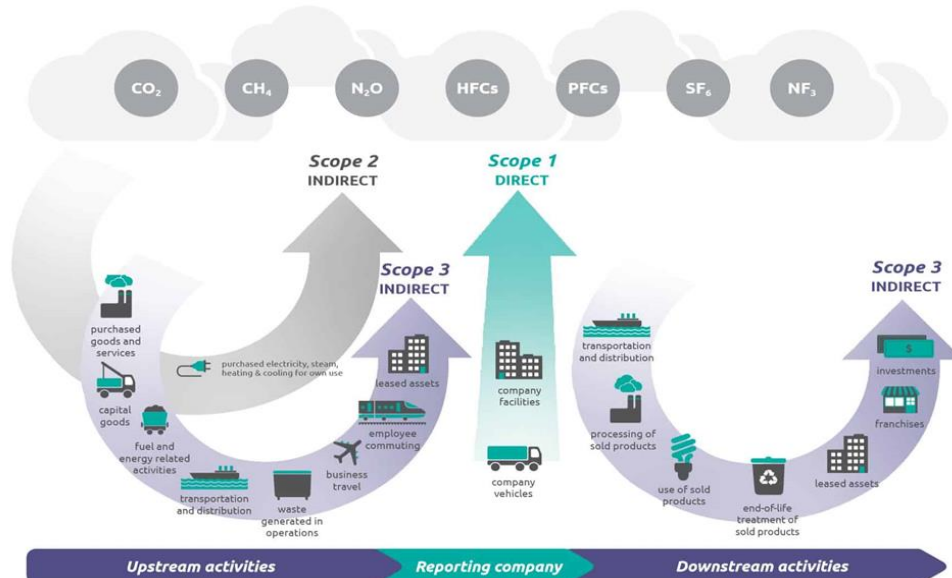 CO₂
CH₄
N₂O
HFCs
PFCs
SF₆
NF₃
Scope 2
INDIRECT
Scope 1
DIRECT
Scope 3
INDIRECT
Scope 3
INDIRECT
purchased
goods and
services
capital
goods
fuel and
energy related
activities
transportation
and distribution
waste
generated in
operations
business
travel
employee
commuting
leased assets
purchased electricity, steam,
heating & cooling for own use
company
facilities
company
vehicles
transportation
and distribution
processing of
sold products
use of sold
products
end-of-life
treatment of
sold products
leased assets
franchises
investments
$
Upstream activities
Reporting company
Downstream activities